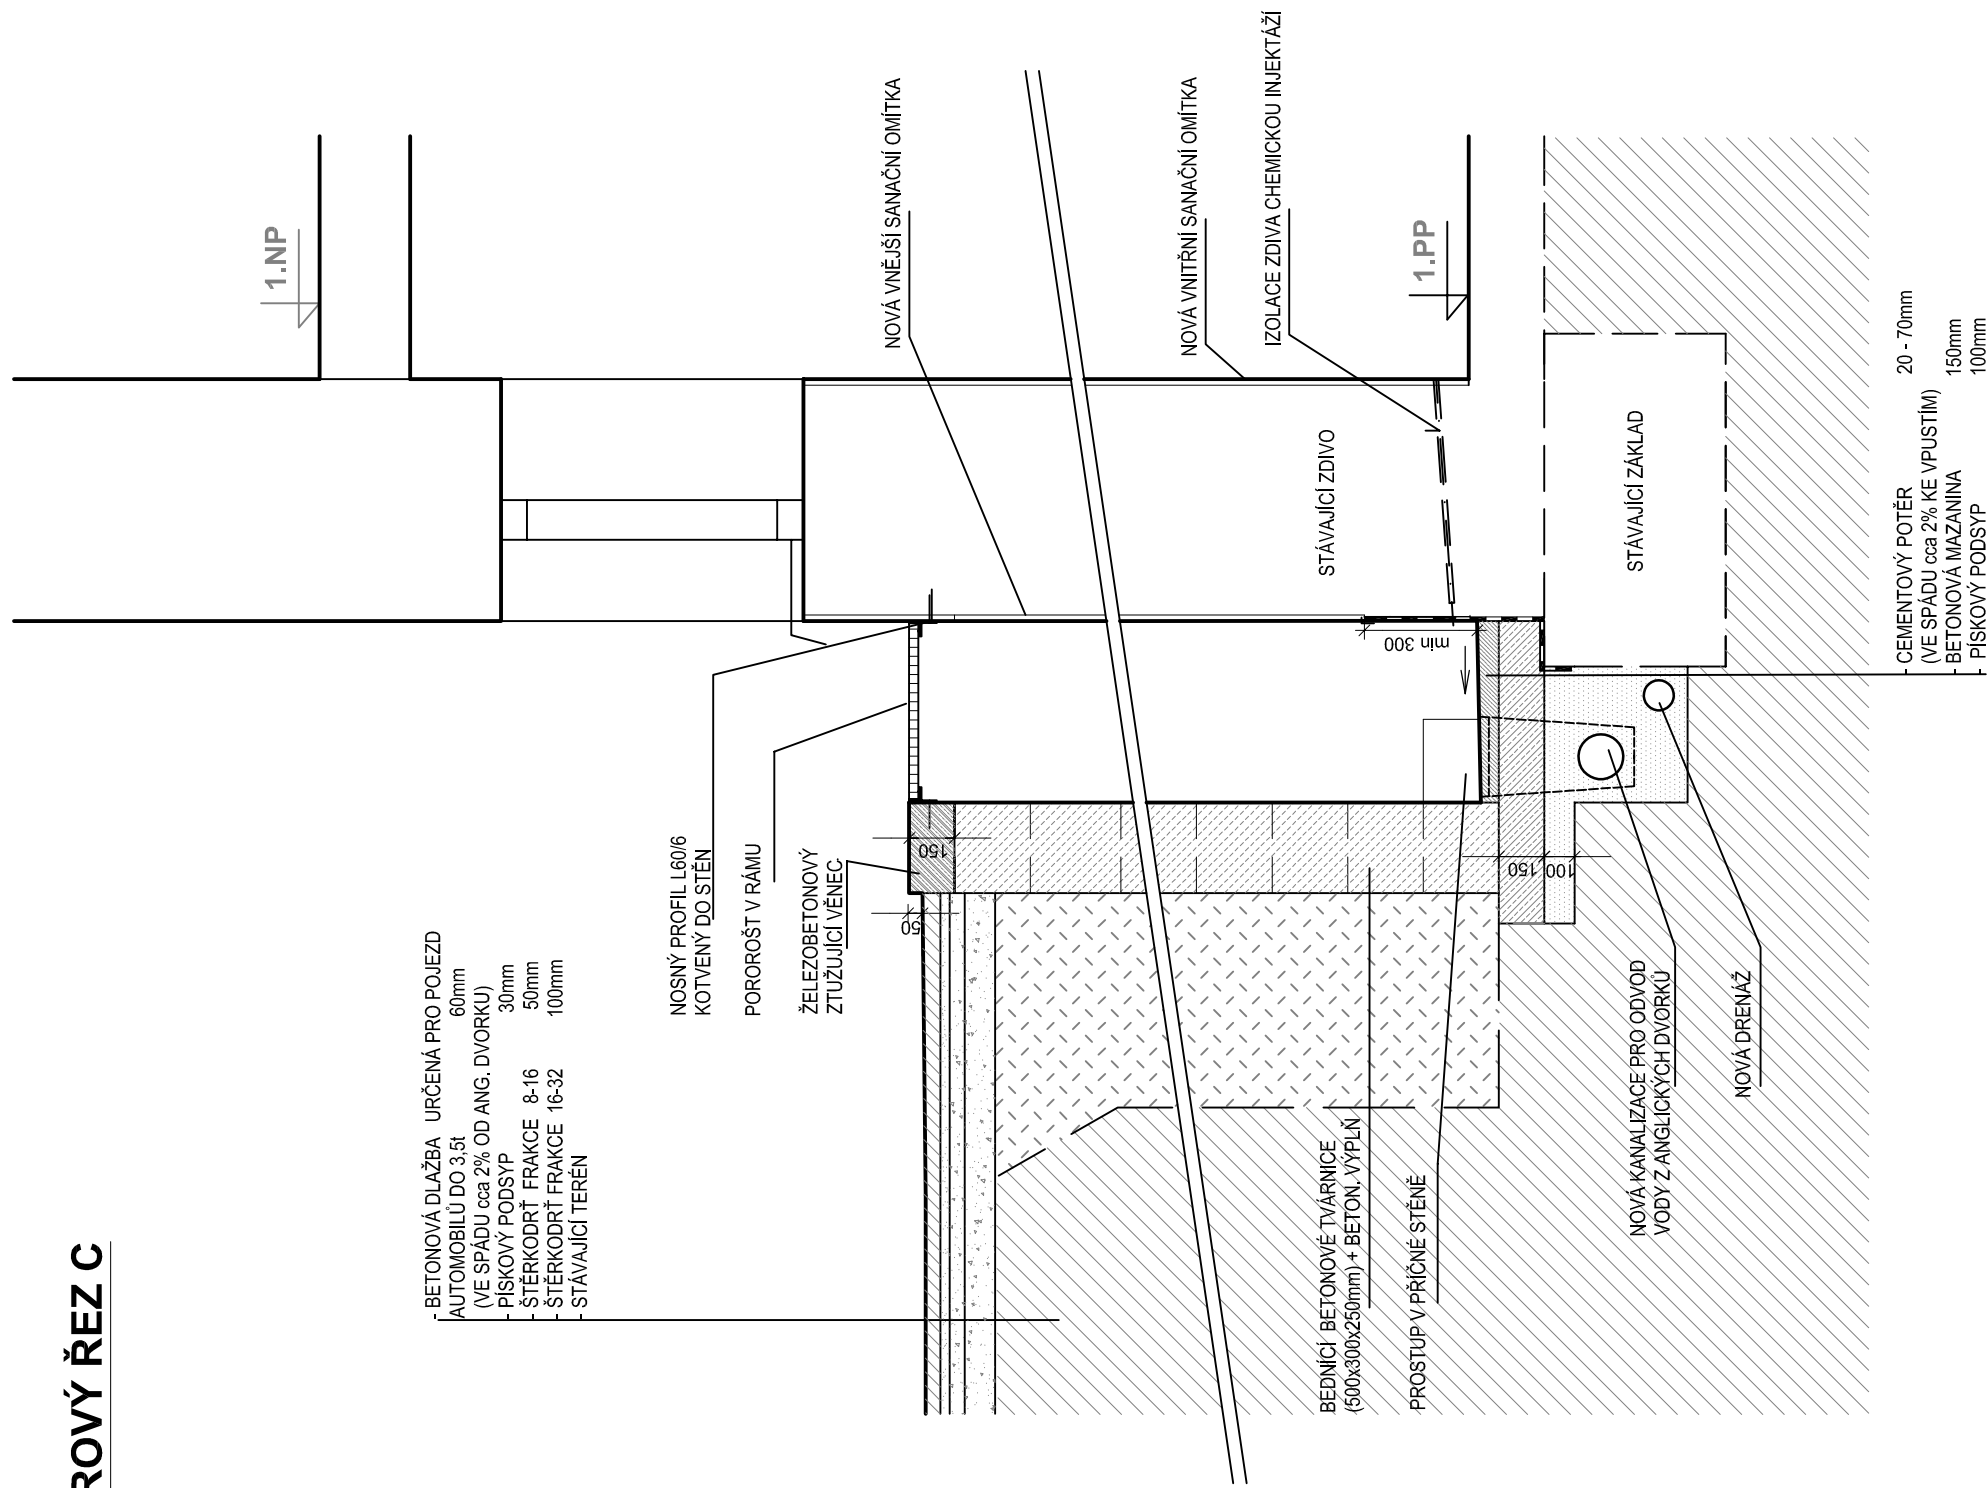 ROVÝ ŘEZ C
- BETONOVÁ DLAŽBA URČENÁ PRO POJEZD
AUTOMOBILŮ DO 3,5t 60mm
(VE SPÁDU cca 2% OD ANG. DVORKU)
- PÍSKOVÝ PODSYP 30mm
- ŠTĚRKODRŤ FRAKCE 8-16 50mm
- ŠTĚRKODRŤ FRAKCE 16-32 100mm
- STÁVAJÍCÍ TERÉN
1.NP
NOSNÝ PROFIL L60/6
KOTVENÝ DO STĚN
POROROŠT V RÁMU
ŽELEZOBETONOVÝ
ZTUŽUJÍCÍ VĚNEC
NOVÁ VNĚJŠÍ SANAČNÍ OMÍTKA
NOVÁ VNITŘNÍ SANAČNÍ OMÍTKA
IZOLACE ZDIVA CHEMICKOU INJEKTÁŽÍ
1.PP
STÁVAJÍCÍ ZDIVO
STÁVAJÍCÍ ZÁKLAD
150
50
min 300
150
100
BEDNÍCÍ BETONOVÉ TVÁRNICE
(500x300x250mm) + BETON. VÝPLŇ
PROSTUP V PŘÍČNÉ STĚNĚ
NOVÁ KANALIZACE PRO ODVOD
VODY Z ANGLICKÝCH DVORKŮ
NOVÁ DRENÁŽ
- CEMENTOVÝ POTĚR 20 - 70mm
(VE SPÁDU cca 2% KE VPUSTÍM)
- BETONOVÁ MAZANINA 150mm
- PÍSKOVÝ PODSYP 100mm